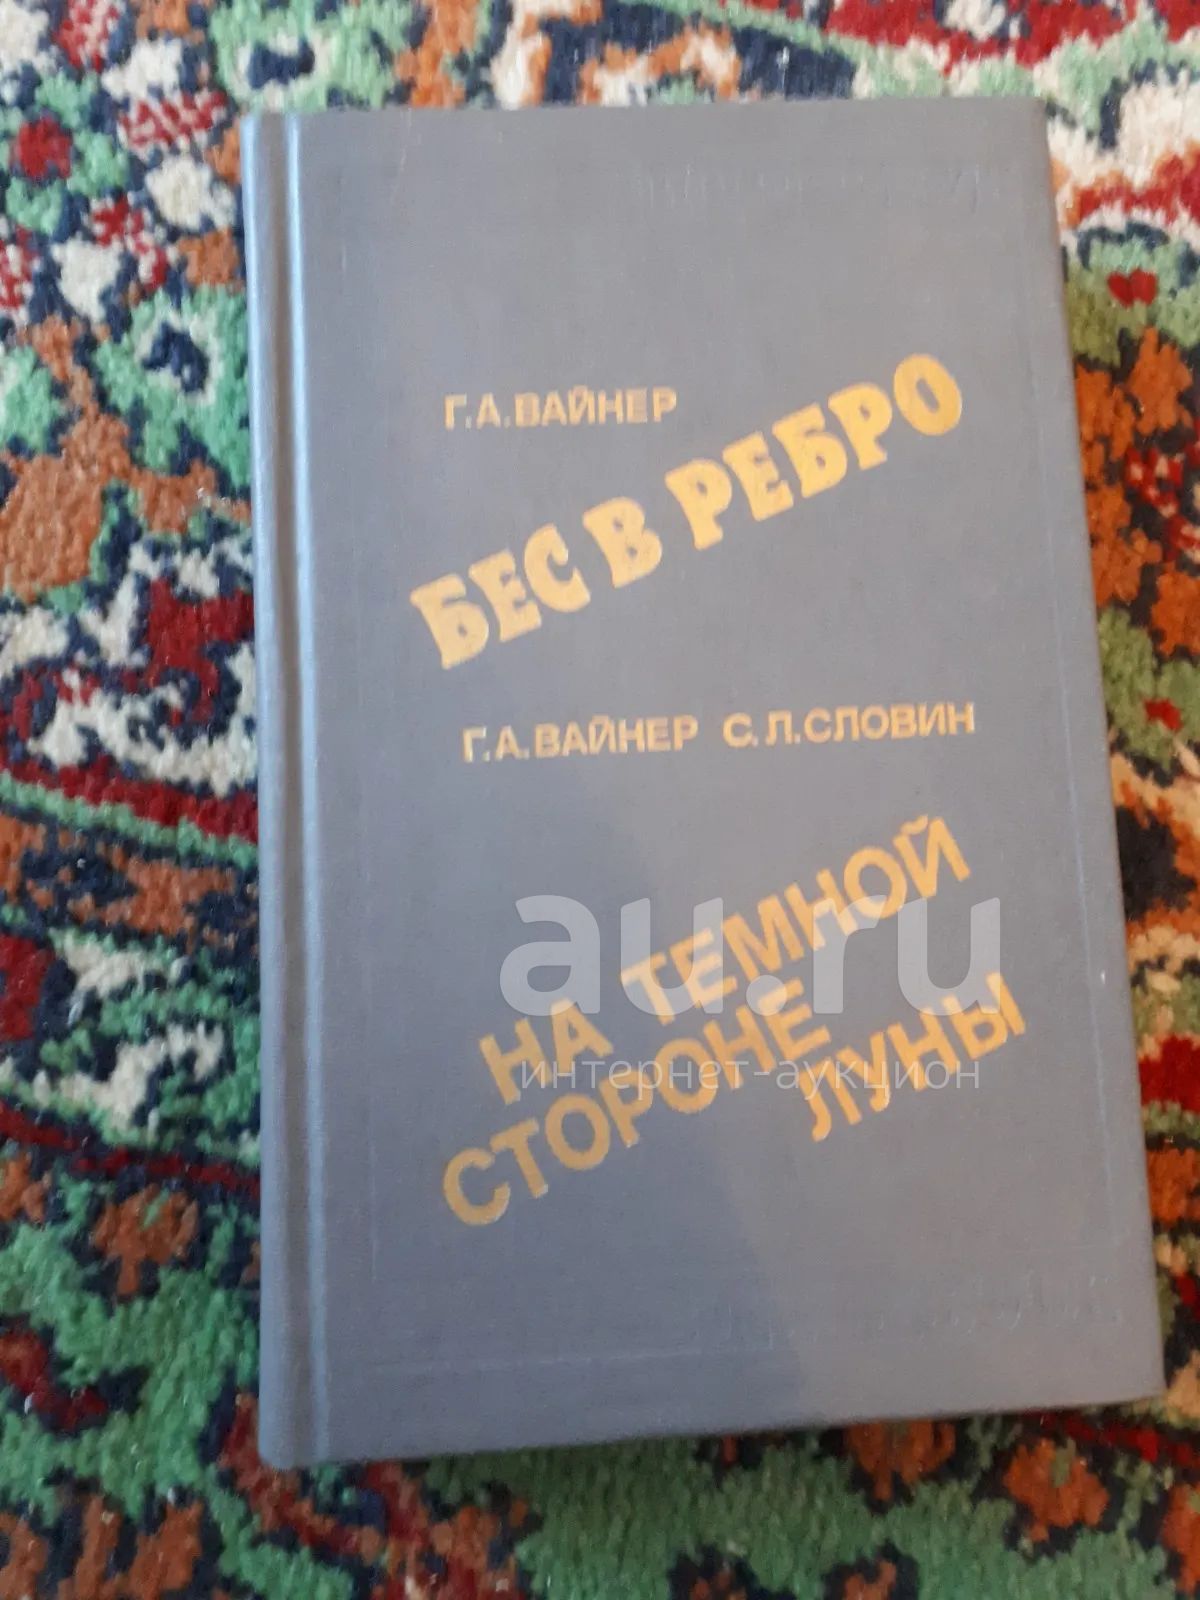 Г.А.ВАЙНЕР
БЕС В РЕБРО
Г.А.ВАЙНЕР С.Л.СЛОВИН
НА ТЕМНОЙ
СТОРОНЕ
ЛУНЫ
au.ru
интернет-аукцион